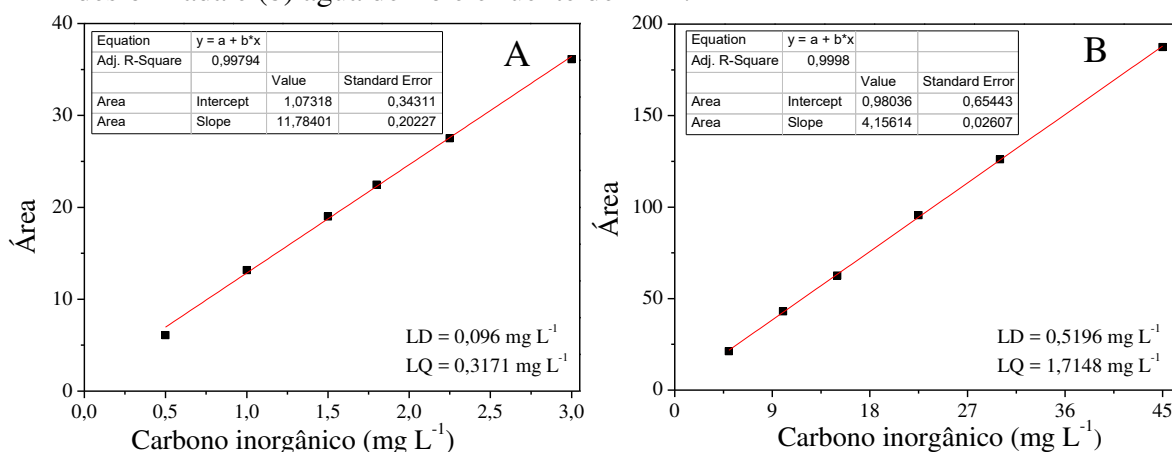 Equation y = a + b*x
Adj. R-Square 0,99794
Value Standard Error
Area Intercept 1,07318 0,34311
Area Slope 11,78401 0,20227
A
40
30
20
10
0
Área
LD = 0,096 mg L⁻¹
LQ = 0,3171 mg L⁻¹
0,0 0,5 1,0 1,5 2,0 2,5 3,0
Carbono inorgânico (mg L⁻¹)
Equation y = a + b*x
Adj. R-Square 0,9998
Value Standard Error
Area Intercept 0,98036 0,65443
Area Slope 4,15614 0,02607
B
200
150
100
50
0
Área
LD = 0,5196 mg L⁻¹
LQ = 1,7148 mg L⁻¹
0 9 18 27 36 45
Carbono inorgânico (mg L⁻¹)